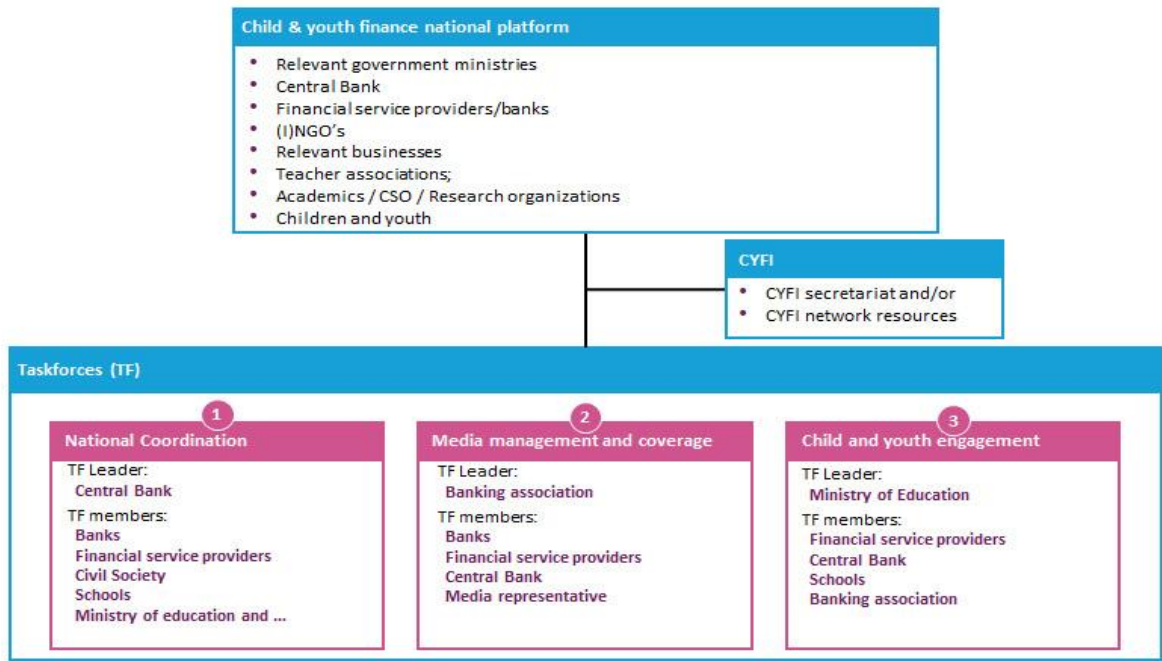 Child & youth finance national platform
• Relevant government ministries
• Central Bank
• Financial service providers/banks
• (I)NGO's
• Relevant businesses
• Teacher associations;
• Academics / CSO / Research organizations
• Children and youth
CYFI
• CYFI secretariat and/or
• CYFI network resources
Taskforces (TF)
1
National Coordination
TF Leader:
Central Bank
TF members:
Banks
Financial service providers
Civil Society
Schools
Ministry of education and ...
2
Media management and coverage
TF Leader:
Banking association
TF members:
Banks
Financial service providers
Central Bank
Media representative
3
Child and youth engagement
TF Leader:
Ministry of Education
TF members:
Financial service providers
Central Bank
Schools
Banking association